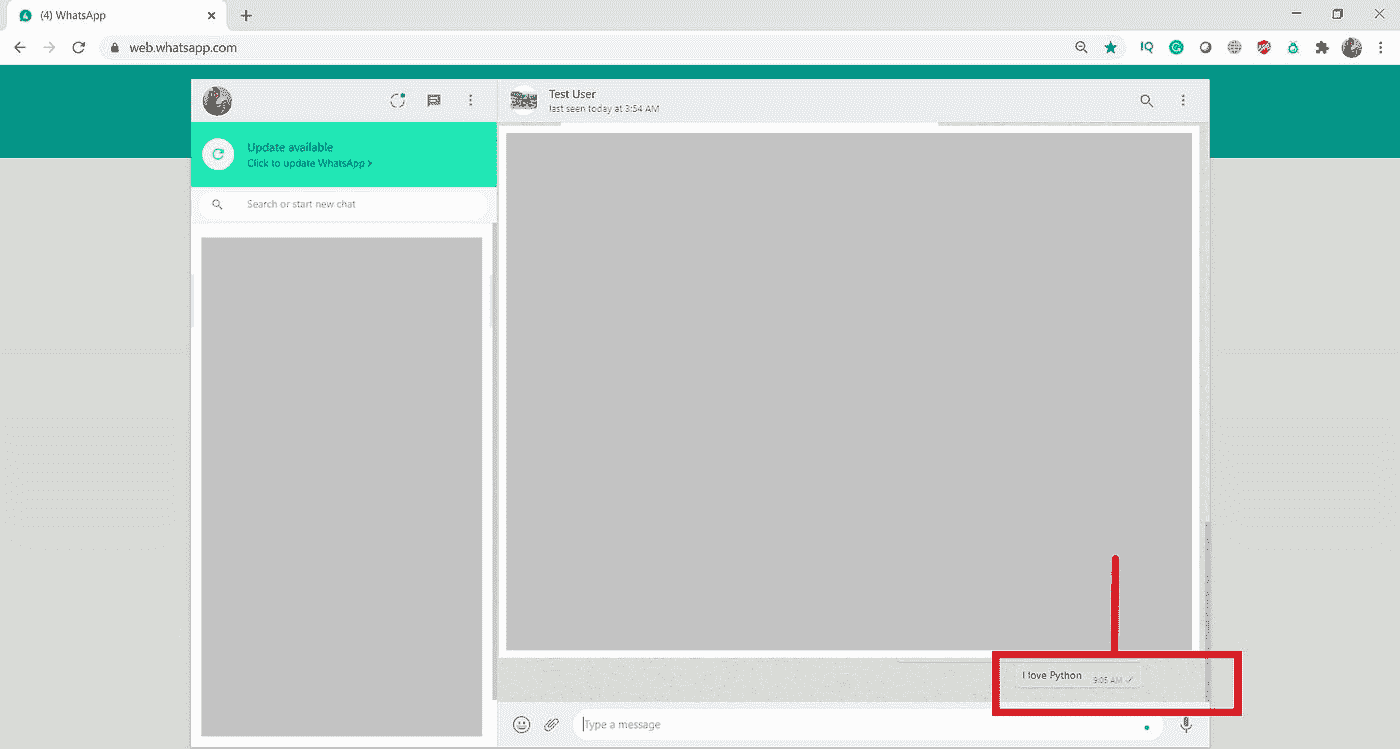 (4) WhatsApp
web.whatsapp.com
IQ
Test User
last seen today at 3:54 AM
Update available
Click to update WhatsApp >
Search or start new chat
I love Python 9:05 AM
Type a message